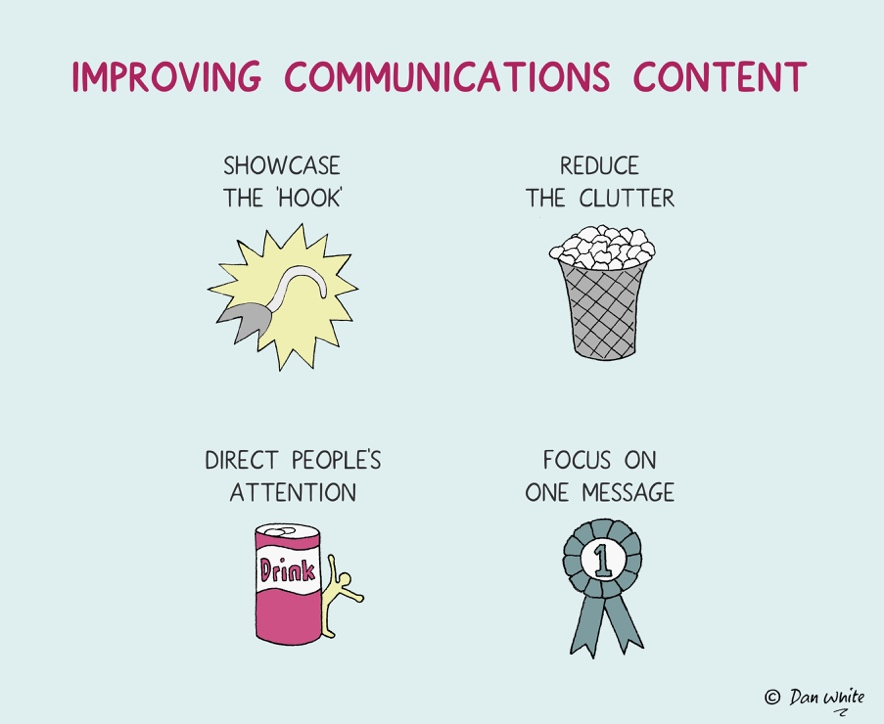 IMPROVING COMMUNICATIONS CONTENT
SHOWCASE
THE 'HOOK'
REDUCE
THE CLUTTER
DIRECT PEOPLE'S
ATTENTION
Drink
FOCUS ON
ONE MESSAGE
1
© Dan White